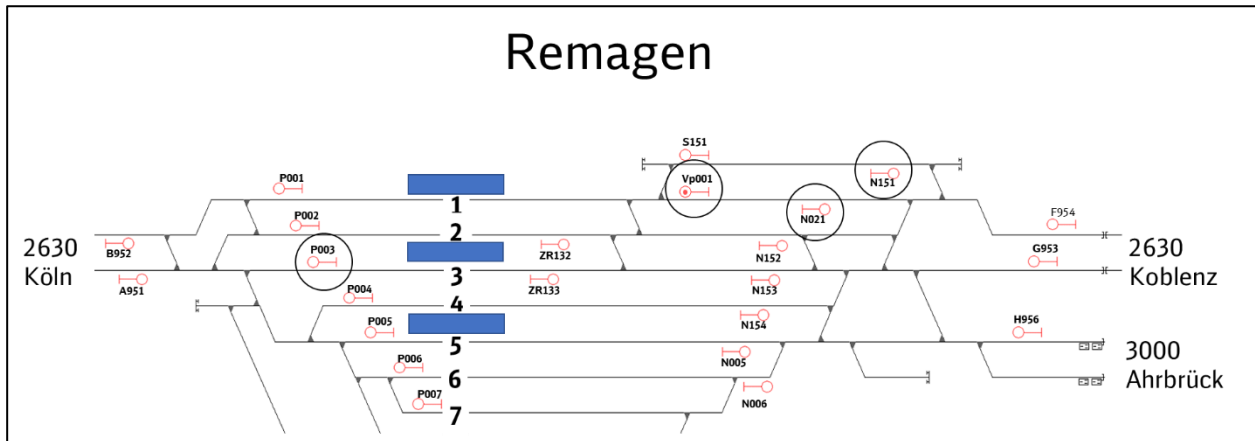 Remagen
S151
P001
Vp001
N151
1
P002
N021
F954
2
2630
Köln
B952
P003
ZR132
N152
G953
2630
Koblenz
3
A951
ZR133
N153
P004
4
N154
P005
H956
5
N005
3000
Ahrbrück
P006
6
N006
P007
7